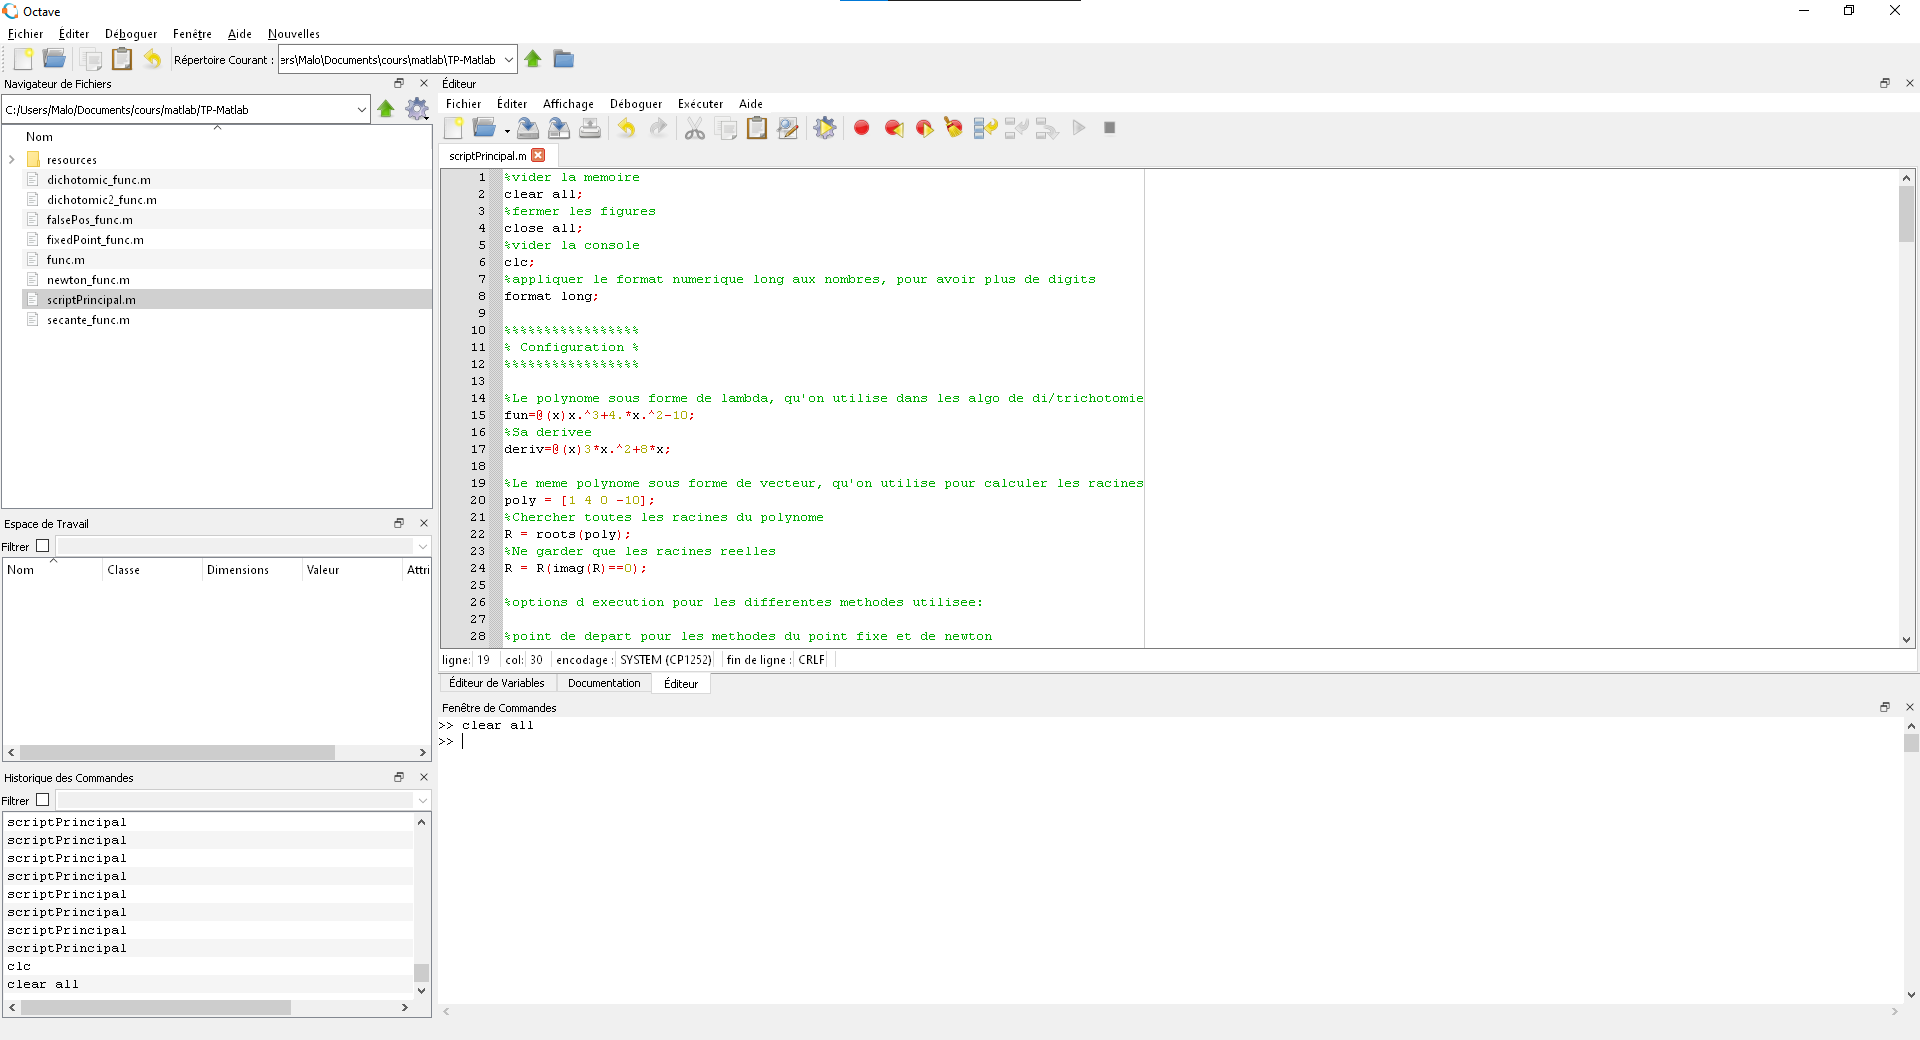 Octave
Fichier Éditer Déboguer Fenêtre Aide Nouvelles
Répertoire Courant : ers\Malo\Documents\cours\matlab\TP-Matlab
Navigateur de Fichiers
C:/Users/Malo/Documents/cours/matlab/TP-Matlab
Nom
resources
dichotomic_func.m
dichotomic2_func.m
falsePos_func.m
fixedPoint_func.m
func.m
newton_func.m
scriptPrincipal.m
secante_func.m
Espace de Travail
Filtrer
Nom Classe Dimensions Valeur Attri
Historique des Commandes
Filtrer
scriptPrincipal
scriptPrincipal
scriptPrincipal
scriptPrincipal
scriptPrincipal
scriptPrincipal
scriptPrincipal
scriptPrincipal
clc
clear all
Éditeur
Fichier Éditer Affichage Déboguer Exécuter Aide
scriptPrincipal.m
1 %vider la memoire
2 clear all;
3 %fermer les figures
4 close all;
5 %vider la console
6 clc;
7 %appliquer le format numerique long aux nombres, pour avoir plus de digits
8 format long;
9
10 %%%%%%%%%%%%%%%%%
11 % Configuration %
12 %%%%%%%%%%%%%%%%%
13
14 %Le polynome sous forme de lambda, qu'on utilise dans les algo de di/trichotomie
15 fun=@(x)x.^3+4.*x.^2-10;
16 %Sa derivee
17 deriv=@(x)3*x.^2+8*x;
18
19 %Le meme polynome sous forme de vecteur, qu'on utilise pour calculer les racines
20 poly = [1 4 0 -10];
21 %Chercher toutes les racines du polynome
22 R = roots(poly);
23 %Ne garder que les racines reelles
24 R = R(imag(R)==0);
25
26 %options d execution pour les differentes methodes utilisee:
27
28 %point de depart pour les methodes du point fixe et de newton
ligne: 19 col: 30 encodage : SYSTEM (CP1252) fin de ligne : CRLF
Éditeur de Variables Documentation Éditeur
Fenêtre de Commandes
>> clear all
>>